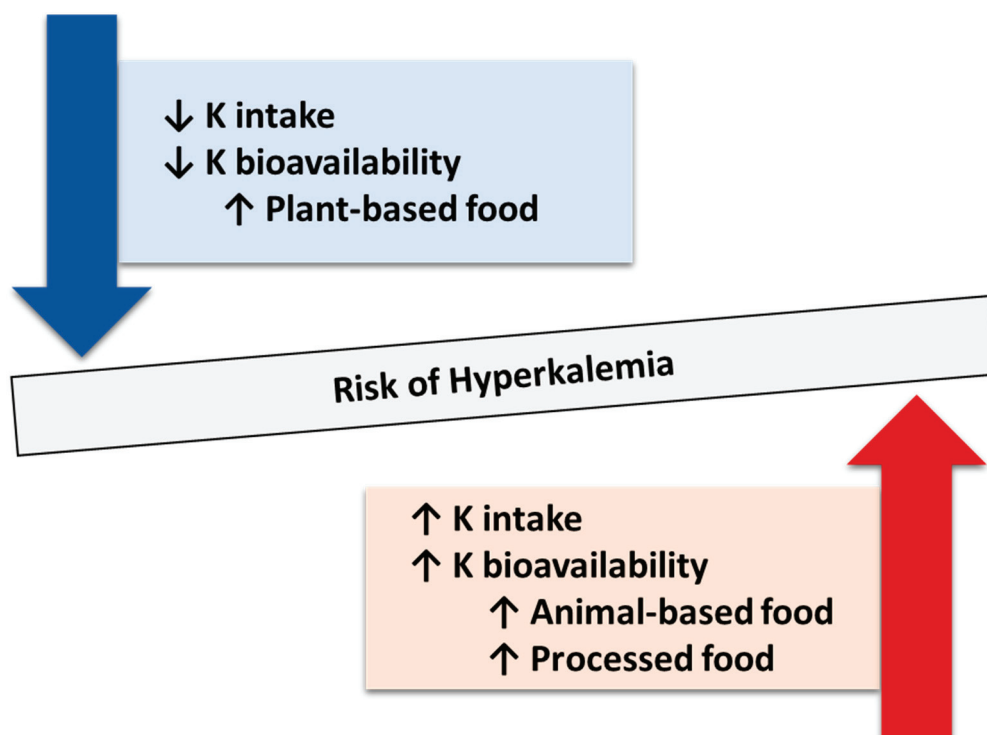 ↓ K intake
↓ K bioavailability
↑ Plant-based food
Risk of Hyperkalemia
↑ K intake
↑ K bioavailability
↑ Animal-based food
↑ Processed food